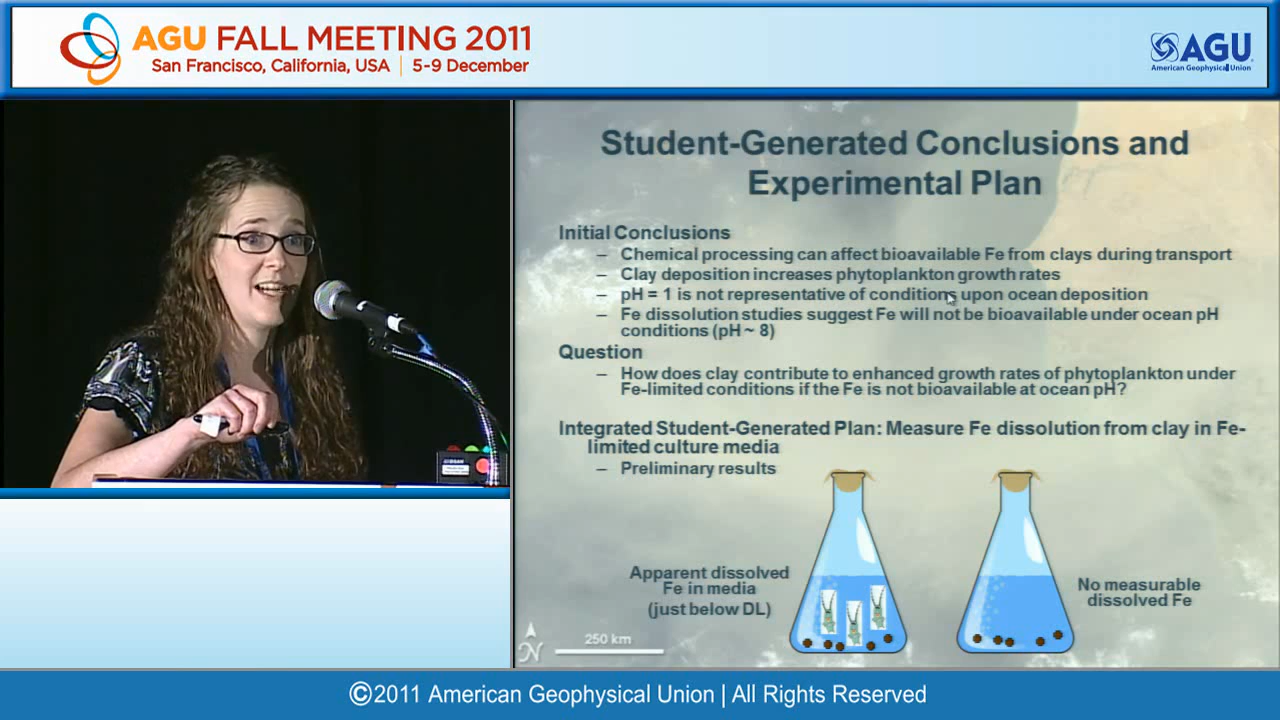 AGU FALL MEETING 2011
San Francisco, California, USA | 5-9 December
AGU
American Geophysical Union
Student-Generated Conclusions and
Experimental Plan
Initial Conclusions
– Chemical processing can affect bioavailable Fe from clays during transport
– Clay deposition increases phytoplankton growth rates
– pH = 1 is not representative of conditions upon ocean deposition
– Fe dissolution studies suggest Fe will not be bioavailable under ocean pH
conditions (pH ~ 8)
Question
– How does clay contribute to enhanced growth rates of phytoplankton under
Fe-limited conditions if the Fe is not bioavailable at ocean pH?
Integrated Student-Generated Plan: Measure Fe dissolution from clay in Fe-
limited culture media
– Preliminary results
Apparent dissolved
Fe in media
(just below DL)
No measurable
dissolved Fe
N
250 km
©2011 American Geophysical Union | All Rights Reserved